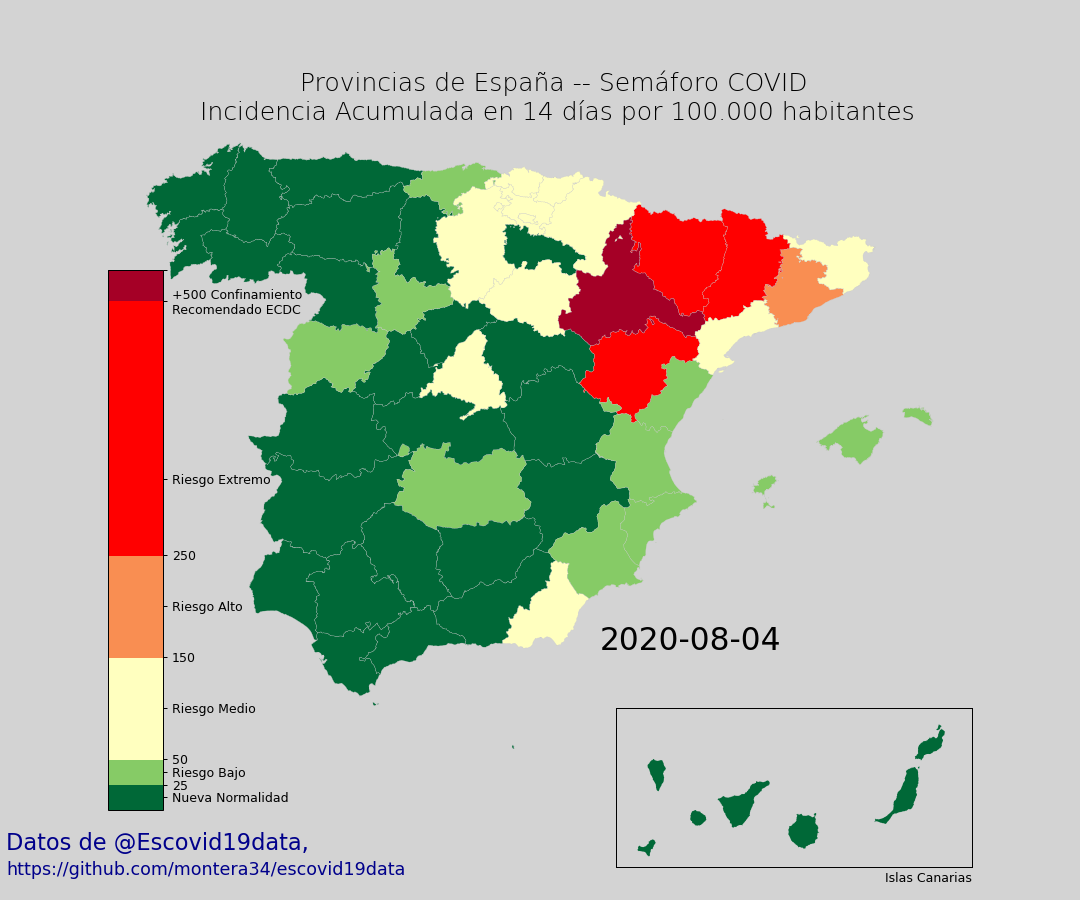 Provincias de España -- Semáforo COVID
Incidencia Acumulada en 14 días por 100.000 habitantes
+500 Confinamiento
Recomendado ECDC
Riesgo Extremo
250
Riesgo Alto
150
Riesgo Medio
50
Riesgo Bajo
25
Nueva Normalidad
2020-08-04
Islas Canarias
Datos de @Escovid19data,
https://github.com/montera34/escovid19data